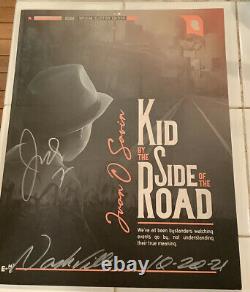 Juan O Savin
KID
BY THE
SIDE OF THE
ROAD
We've all been bystanders watching
events go by, not understanding
their true meaning.
Nashville 10-20-21